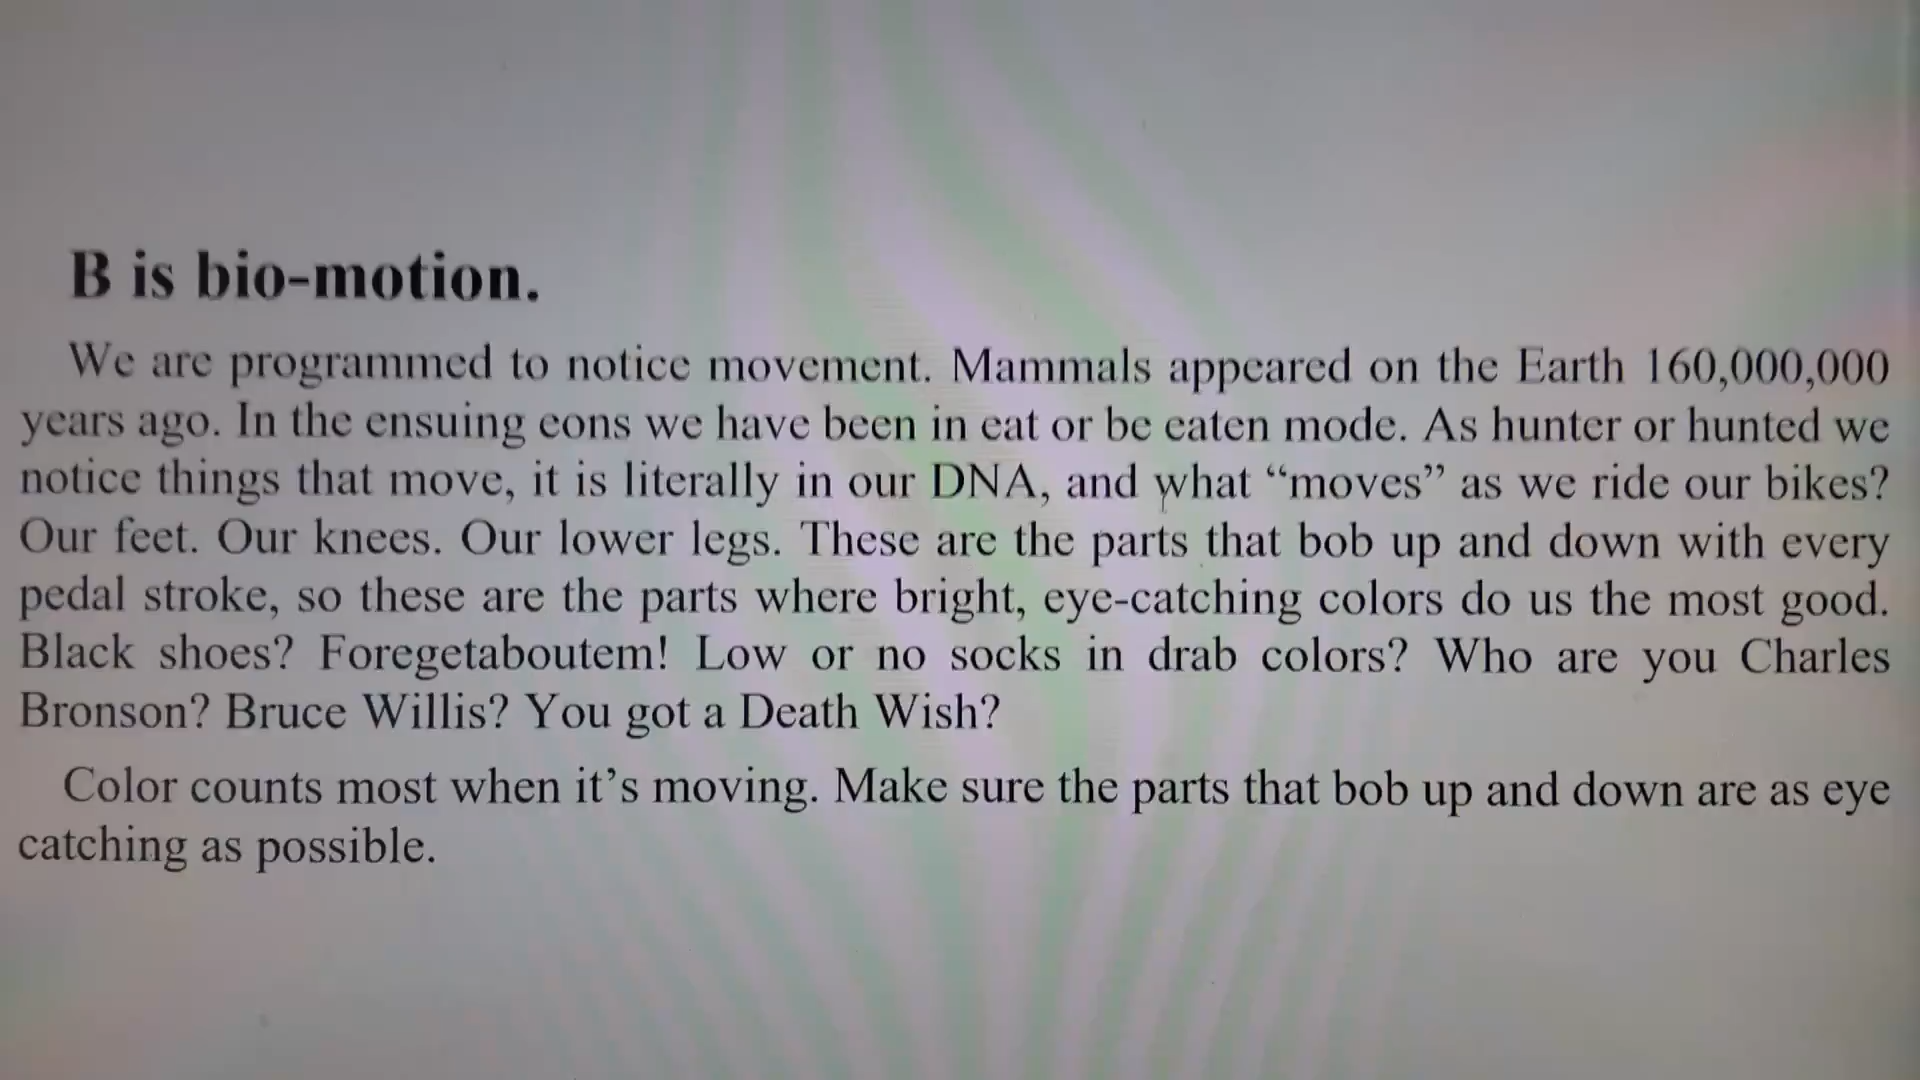 B is bio-motion.
We are programmed to notice movement. Mammals appeared on the Earth 160,000,000
years ago. In the ensuing eons we have been in eat or be eaten mode. As hunter or hunted we
notice things that move, it is literally in our DNA, and what “moves” as we ride our bikes?
Our feet. Our knees. Our lower legs. These are the parts that bob up and down with every
pedal stroke, so these are the parts where bright, eye-catching colors do us the most good.
Black shoes? Foregetaboutem! Low or no socks in drab colors? Who are you Charles
Bronson? Bruce Willis? You got a Death Wish?
Color counts most when it’s moving. Make sure the parts that bob up and down are as eye
catching as possible.